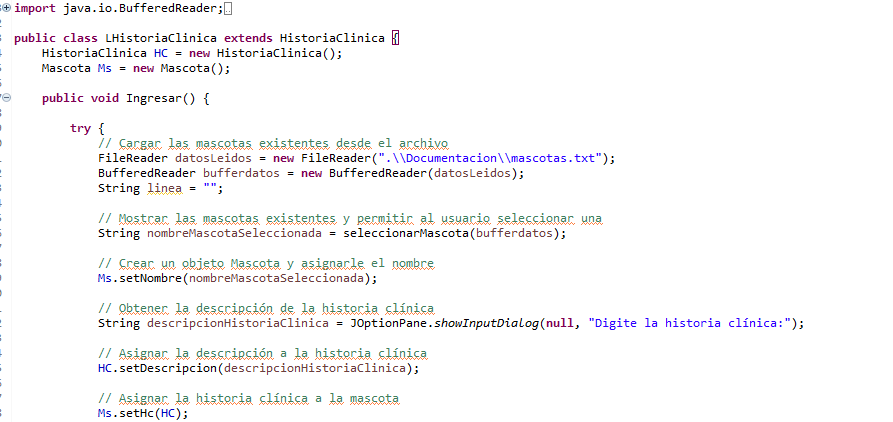 import java.io.BufferedReader;
public class LHistoriaClinica extends HistoriaClinica {
HistoriaClinica HC = new HistoriaClinica();
Mascota Ms = new Mascota();
public void Ingresar() {
try {
// Cargar las mascotas existentes desde el archivo
FileReader datosLeidos = new FileReader(".\\Documentacion\\mascotas.txt");
BufferedReader bufferdatos = new BufferedReader(datosLeidos);
String linea = "";
// Mostrar las mascotas existentes y permitir al usuario seleccionar una
String nombreMascotaSeleccionada = seleccionarMascota(bufferdatos);
// Crear un objeto Mascota y asignarle el nombre
Ms.setNombre(nombreMascotaSeleccionada);
// Obtener la descripción de la historia clínica
String descripcionHistoriaClinica = JOptionPane.showInputDialog(null, "Digite la historia clínica:");
// Asignar la descripción a la historia clínica
HC.setDescripcion(descripcionHistoriaClinica);
// Asignar la historia clínica a la mascota
Ms.setHc(HC);